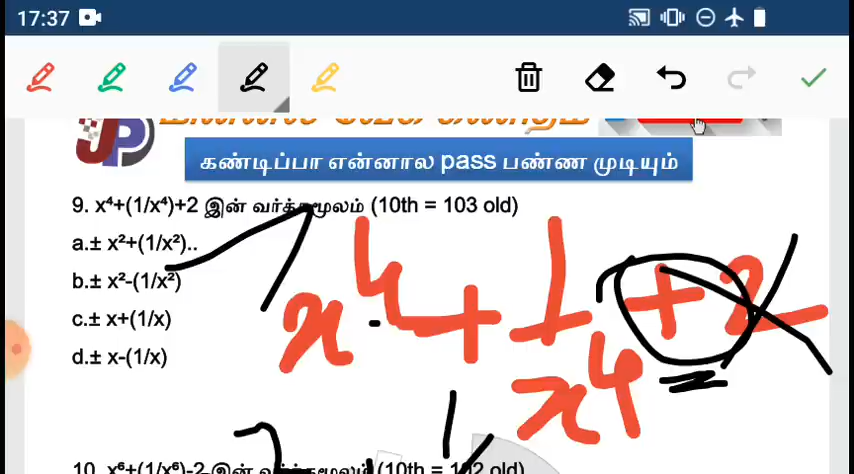 17:37
JP
கண்டிப்பா என்னால pass பண்ண முடியும்
9. x⁴+(1/x⁴)+2 இன் வர்க்கமூலம் (10th = 103 old)
a.± x²+(1/x²)..
b.± x²-(1/x²)
c.± x+(1/x)
d.± x-(1/x)
x⁴ + 1/x⁴ + 2
10. x⁶+(1/x⁶)-2 இன் வர்க்கமூலம் (10th = 102 old)